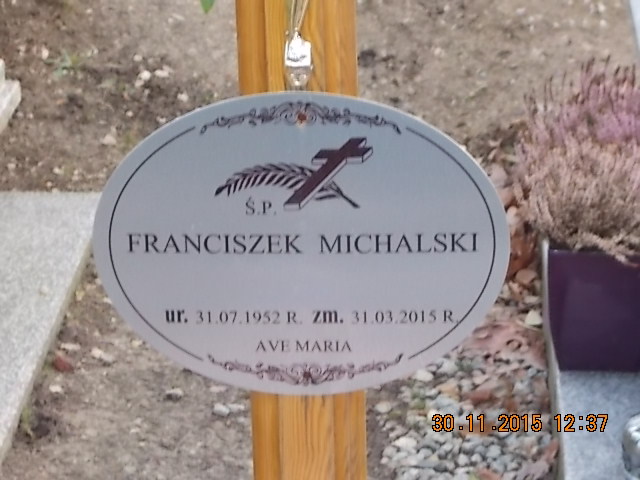 Ś.P.
FRANCISZEK MICHALSKI
ur. 31.07.1952 R. zm. 31.03.2015 R.
AVE MARIA
30.11.2015 12:37